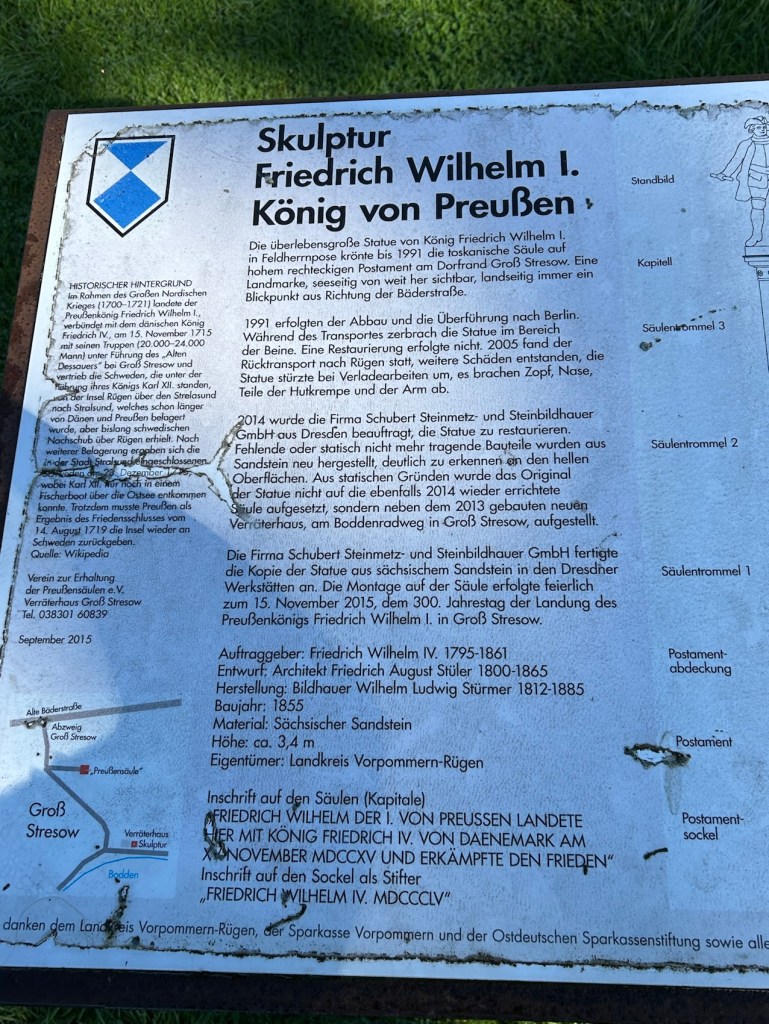 Skulptur
Friedrich Wilhelm I.
König von Preußen
Die überlebensgroße Statue von König Friedrich Wilhelm I.
in Feldherrnpose krönte bis 1991 die toskanische Säule auf
hohem rechteckigen Postament am Dorfrand Groß Stresow. Eine
Landmarke, seeseitig von weit her sichtbar, landseitig immer ein
Blickpunkt aus Richtung der Bäderstraße.
1991 erfolgten der Abbau und die Überführung nach Berlin.
Während des Transportes zerbrach die Statue im Bereich
der Beine. Eine Restaurierung erfolgte nicht. 2005 fand der
Rücktransport nach Rügen statt, weitere Schäden entstanden, die
Statue stürzte bei Verladearbeiten um, es brachen Zopf, Nase,
Teile der Hutkrempe und der Arm ab.
2014 wurde die Firma Schubert Steinmetz- und Steinbildhauer
GmbH aus Dresden beauftragt, die Statue zu restaurieren.
Fehlende oder statisch nicht mehr tragende Bauteile wurden aus
Sandstein neu hergestellt, deutlich zu erkennen an den hellen
Oberflächen. Aus statischen Gründen wurde das Original
der Statue nicht auf die ebenfalls 2014 wieder errichtete
Säule aufgesetzt, sondern neben dem 2013 gebauten neuen
Verräterhaus, am Boddenradweg in Groß Stresow, aufgestellt.
Die Firma Schubert Steinmetz- und Steinbildhauer GmbH fertigte
die Kopie der Statue aus sächsischem Sandstein in den Dresdner
Werkstätten an. Die Montage auf der Säule erfolgte feierlich
zum 15. November 2015, dem 300. Jahrestag der Landung des
Preußenkönigs Friedrich Wilhelm I. in Groß Stresow.
Auftraggeber: Friedrich Wilhelm IV. 1795-1861
Entwurf: Architekt Friedrich August Stüler 1800-1865
Herstellung: Bildhauer Wilhelm Ludwig Stürmer 1812-1885
Baujahr: 1855
Material: Sächsischer Sandstein
Höhe: ca. 3,4 m
Eigentümer: Landkreis Vorpommern-Rügen
Inschrift auf den Säulen (Kapitale)
„FRIEDRICH WILHELM DER I. VON PREUSSEN LANDETE
HIER MIT KÖNIG FRIEDRICH IV. VON DAENEMARK AM
NOVEMBER MDCCXV UND ERKÄMPFTE DEN FRIEDEN“
Inschrift auf den Sockel als Stifter
„FRIEDRICH WILHELM IV. MDCCCLV“
HISTORISCHER HINTERGRUND
Im Rahmen des Großen Nordischen
Krieges (1700–1721) landete der
Preußenkönig Friedrich Wilhelm I.,
verbündet mit dem dänischen König
Friedrich IV., am 15. November 1715
mit seinen Truppen (20.000–24.000
Mann) unter Führung des „Alten
Dessauers“ bei Groß Stresow und
vertrieb die Schweden, die unter der
Führung ihres Königs Karl XII. standen,
von der Insel Rügen über den Strelasund
nach Stralsund, welches schon länger
von Dänen und Preußen belagert
wurde, aber bislang schwedischen
Nachschub über Rügen erhielt. Nach
weiterer Belagerung ergaben sich die
in der Stadt Stralsund eingeschlossenen
Dezember
wobei Karl XII. nur noch in einem
Fischerboot über die Ostsee entkommen
konnte. Trotzdem musste Preußen als
Ergebnis des Friedensschlusses vom
14. August 1719 die Insel wieder an
Schweden zurückgeben.
Quelle: Wikipedia
Verein zur Erhaltung
der Preußensäulen e.V.
Verräterhaus Groß Stresow
Tel. 038301 60839
September 2015
Alte Bäderstraße
Abzweig
Groß Stresow
„Preußensäule“
Groß
Stresow
Verräterhaus
Skulptur
Bodden
Standbild
Kapitell
Säulentrommel 3
Säulentrommel 2
Säulentrommel 1
Postament-
abdeckung
Postament
Postament-
sockel
danken dem Landkreis Vorpommern-Rügen, der Sparkasse Vorpommern und der Ostdeutschen Sparkassenstiftung sowie alle